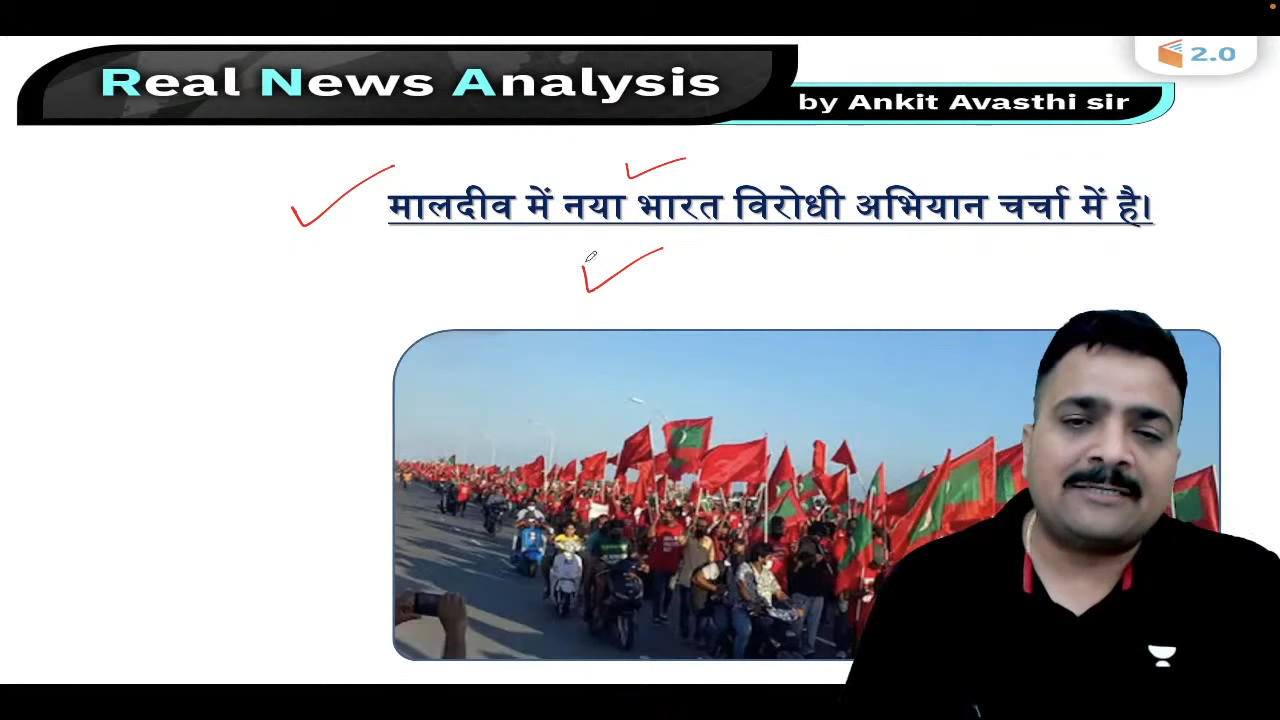 Real News Analysis
by Ankit Avasthi sir
2.0
मालदीव में नया भारत विरोधी अभियान चर्चा में है।